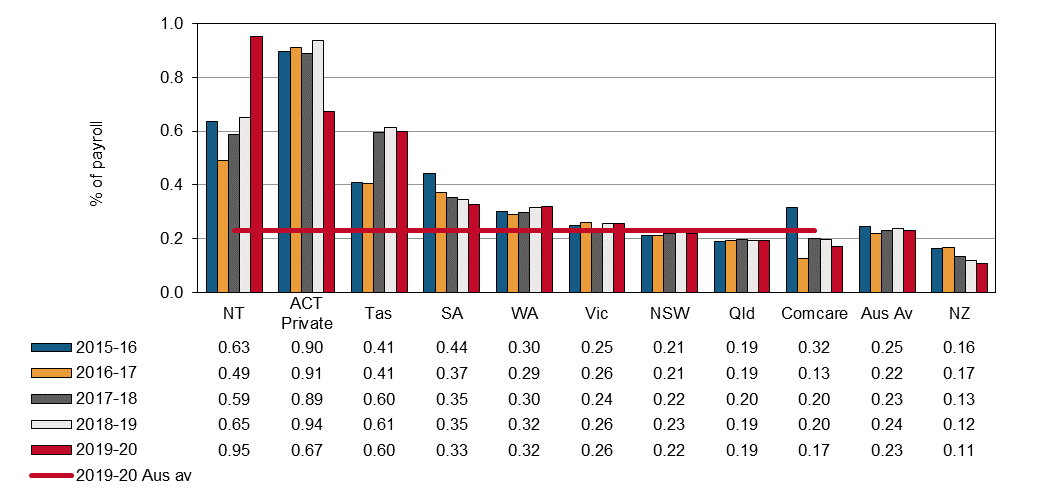 1.0
0.8
0.6
0.4
0.2
0.0
% of payroll
NT ACT Private Tas SA WA Vic NSW Qld Comcare Aus Av NZ
2015-16 0.63 0.90 0.41 0.44 0.30 0.25 0.21 0.19 0.32 0.25 0.16
2016-17 0.49 0.91 0.41 0.37 0.29 0.26 0.21 0.19 0.13 0.22 0.17
2017-18 0.59 0.89 0.60 0.35 0.30 0.24 0.22 0.20 0.20 0.23 0.13
2018-19 0.65 0.94 0.61 0.35 0.32 0.26 0.23 0.19 0.20 0.24 0.12
2019-20 0.95 0.67 0.60 0.33 0.32 0.26 0.22 0.19 0.17 0.23 0.11
2019-20 Aus av